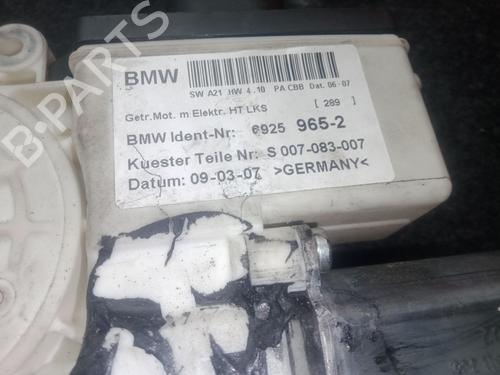 BMW
SW A21 HW 4.10 PA CBB Dat. 06-07
Getr.Mot. m Elektr. HT LKS [ 289 ]
BMW Ident-Nr: 6925 965-2
Kuester Teile Nr: S 007-083-007
Datum: 09-03-07 >GERMANY<
B-PARTS